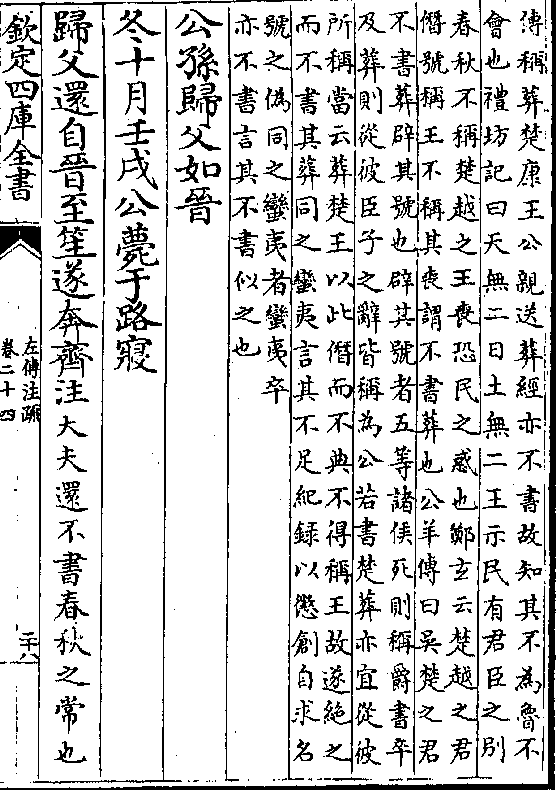 傳稱葬楚康王公親送葬經亦不書故知其不為魯不
會也禮坊記曰天無二日土無二王示民有君臣之別
春秋不稱楚越之王喪恐民之惑也鄭玄云楚越之君
僭號稱王不稱其喪謂不書葬也公羊傳曰吳楚之君
不書葬辟其號也辟其號者五等諸侯死則稱爵書卒
及葬則從彼臣子之辭皆稱為公若書楚葬亦宜從彼
所稱當云葬楚王以此僭而不典不得稱王故遂絶之
而不書其葬同之蠻夷言其不足紀録以懲創自求名
號之偽同之蠻夷者蠻夷卒
亦不書言其不書似之也
公孫歸父如晉
冬十月壬戌公薨于路寢
歸父還自晉至笙遂奔齊注大夫還不書春秋之常也
欽定四庫全書
左傳注疏
卷二十四
二十八